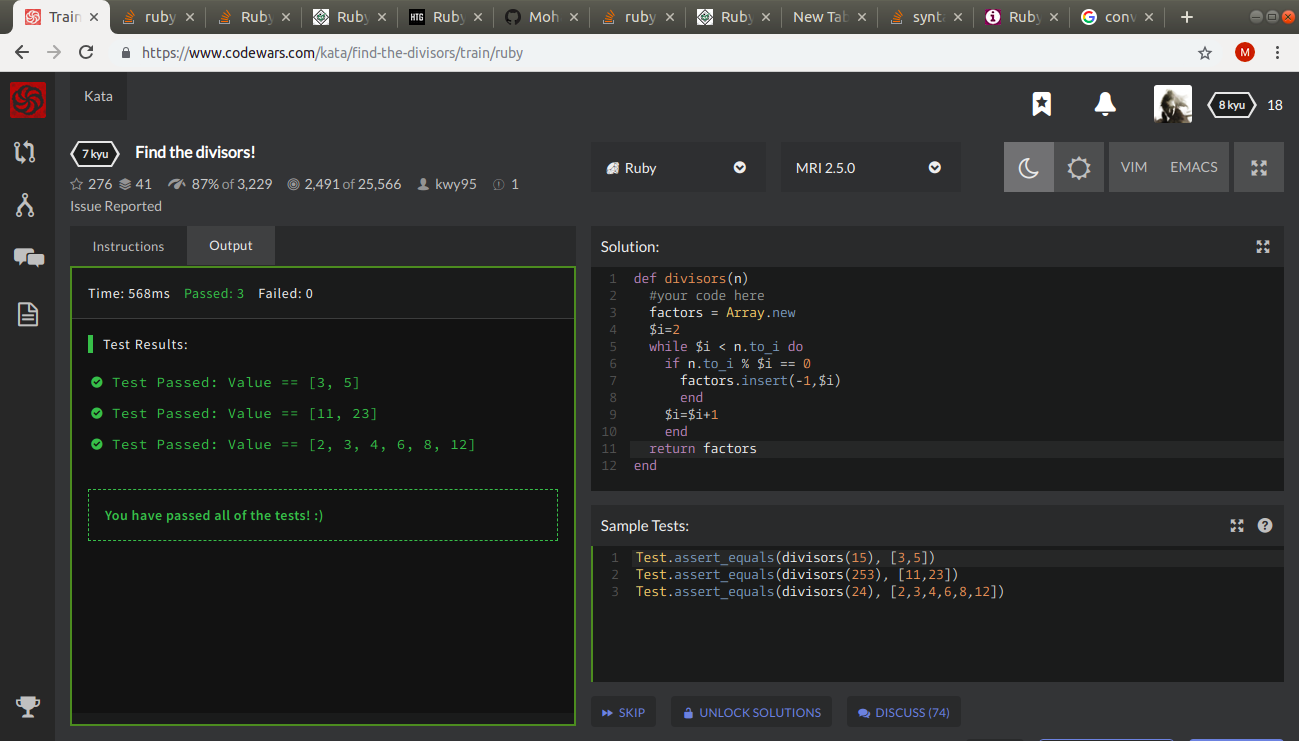 Train
ruby
Ruby
Ruby
HTG Ruby
Moh
ruby
Ruby
New Tab
synta
Ruby
conv
https://www.codewars.com/kata/find-the-divisors/train/ruby
M
Kata
8 kyu 18
7 kyu Find the divisors!
276 41 87% of 3,229 2,491 of 25,566 kwy95 1
Issue Reported
Ruby
MRI 2.5.0
VIM EMACS
Instructions Output
Time: 568ms Passed: 3 Failed: 0
Test Results:
Test Passed: Value == [3, 5]
Test Passed: Value == [11, 23]
Test Passed: Value == [2, 3, 4, 6, 8, 12]
You have passed all of the tests! :)
Solution:
1 def divisors(n)
2 #your code here
3 factors = Array.new
4 $i=2
5 while $i < n.to_i do
6 if n.to_i % $i == 0
7 factors.insert(-1,$i)
8 end
9 $i=$i+1
10 end
11 return factors
12 end
Sample Tests:
1 Test.assert_equals(divisors(15), [3,5])
2 Test.assert_equals(divisors(253), [11,23])
3 Test.assert_equals(divisors(24), [2,3,4,6,8,12])
SKIP UNLOCK SOLUTIONS DISCUSS (74)